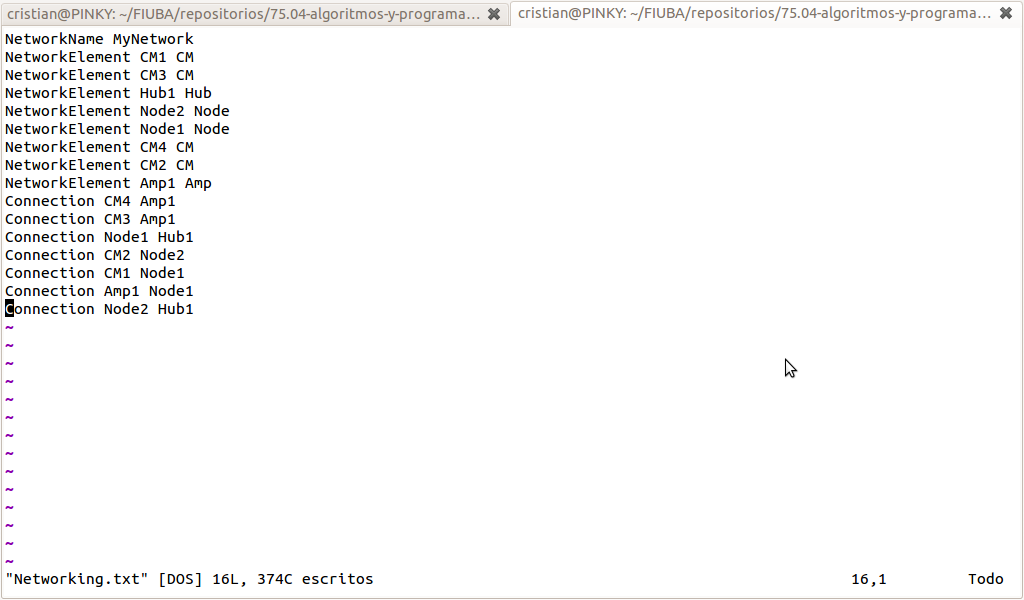 cristian@PINKY: ~/FIUBA/repositorios/75.04-algoritmos-y-programa... ✖ cristian@PINKY: ~/FIUBA/repositorios/75.04-algoritmos-y-programa... ✖
NetworkName MyNetwork
NetworkElement CM1 CM
NetworkElement CM3 CM
NetworkElement Hub1 Hub
NetworkElement Node2 Node
NetworkElement Node1 Node
NetworkElement CM4 CM
NetworkElement CM2 CM
NetworkElement Amp1 Amp
Connection CM4 Amp1
Connection CM3 Amp1
Connection Node1 Hub1
Connection CM2 Node2
Connection CM1 Node1
Connection Amp1 Node1
Connection Node2 Hub1
~
~
~
~
~
~
~
~
~
~
~
~
~
~
"Networking.txt" [DOS] 16L, 374C escritos 16,1 Todo